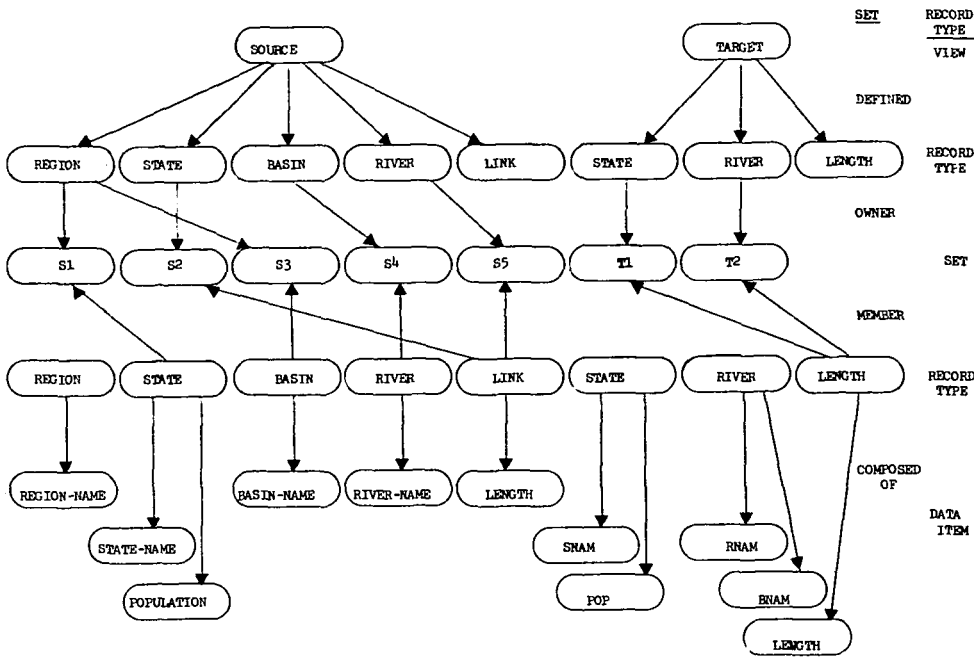 SET RECORD
TYPE
SOURCE TARGET VIEW
DEFINED
REGION STATE BASIN RIVER LINK STATE RIVER LENGTH RECORD
TYPE
OWNER
S1 S2 S3 S4 S5 T1 T2 SET
MEMBER
REGION STATE BASIN RIVER LINK STATE RIVER LENGTH RECORD
TYPE
REGION-NAME BASIN-NAME RIVER-NAME LENGTH COMPOSED
OF
DATA
ITEM
STATE-NAME SNAM RNAM
POPULATION POP BNAM
LENGTH